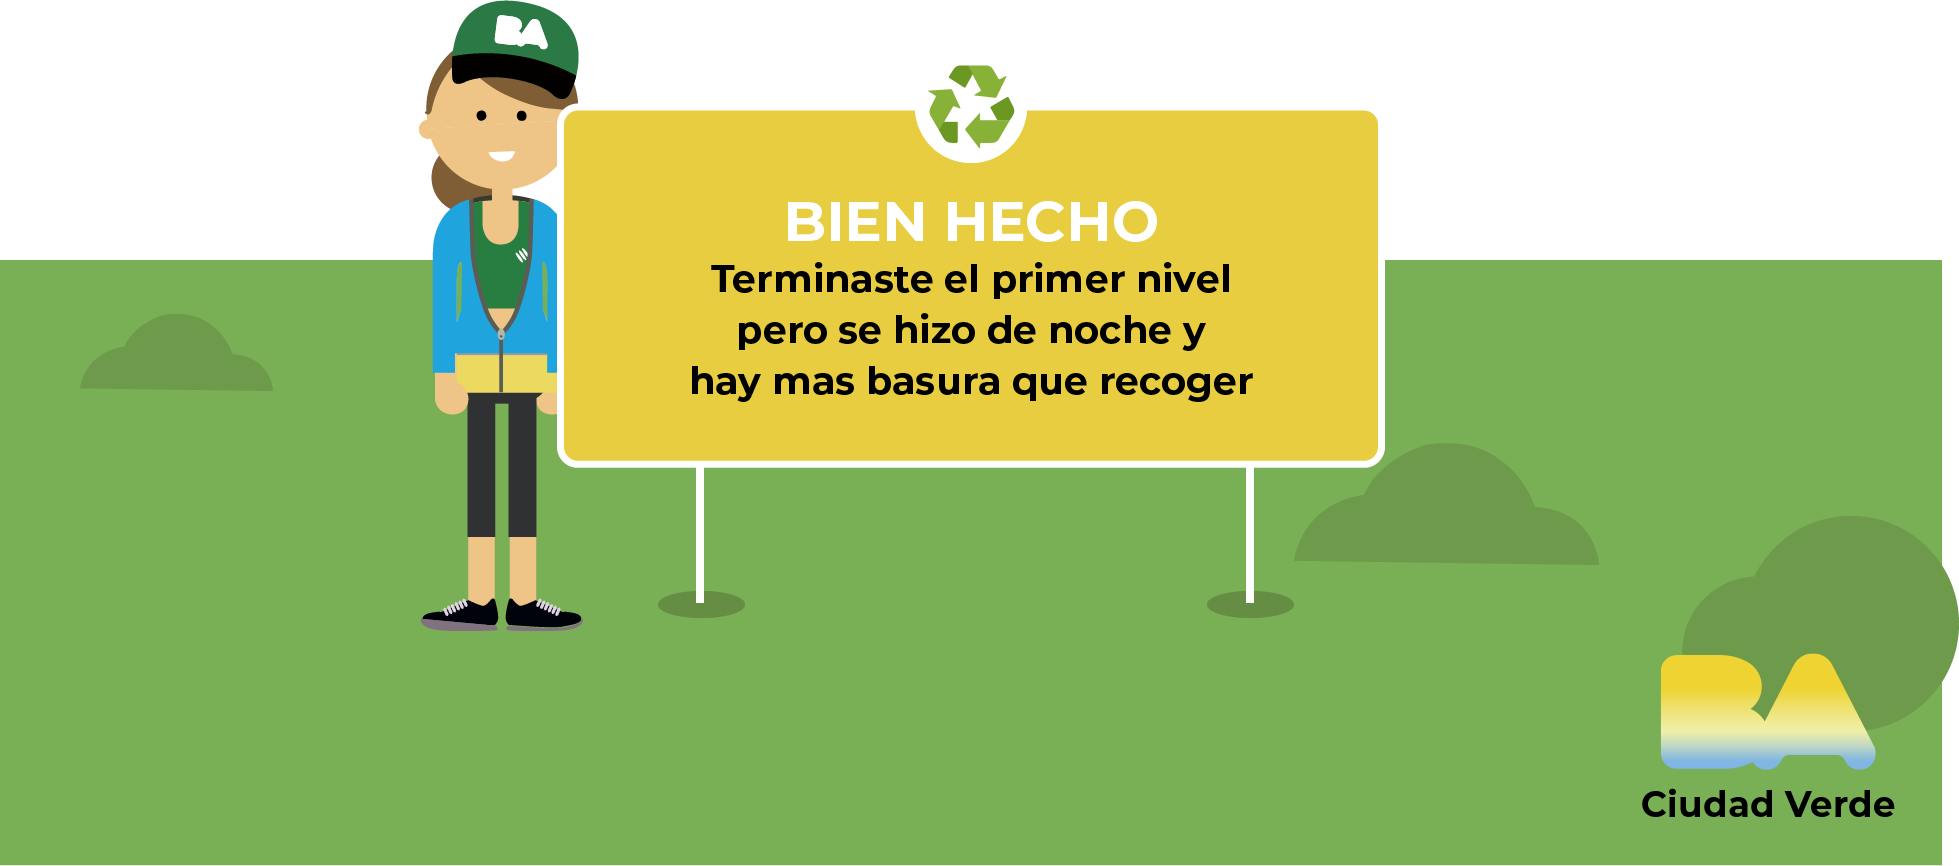 BA
BIEN HECHO
Terminaste el primer nivel
pero se hizo de noche y
hay mas basura que recoger
BA
Ciudad Verde